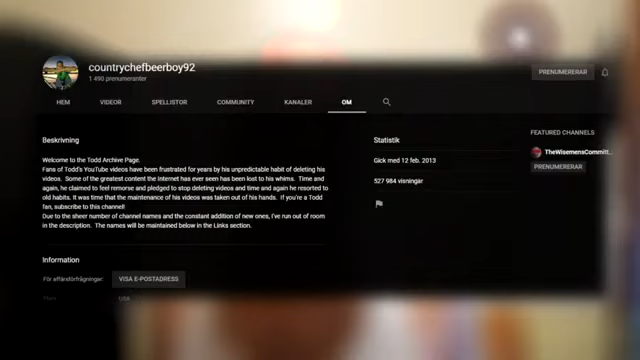 countrychefbeerboy92
1 490 prenumeranter
PRENUMERERAR
HEM VIDEOR SPELLISTOR COMMUNITY KANALER OM
Beskrivning
Welcome to the Todd Archive Page.
Fans of Todd's YouTube videos have been frustrated for years by his unpredictable habit of deleting his
videos. Some of the greatest content the internet has ever seen has been lost to his whims. Time and
again, he claimed to feel remorse and pledged to stop deleting videos and time and again he resorted to
old habits. It was time that the maintenance of his videos was taken out of his hands. If you're a Todd
fan, subscribe to this channel!
Due to the sheer number of channel names and the constant addition of new ones, I've run out of room
in the description. The names will be maintained below in the Links section.
Statistik
Gick med 12 feb. 2013
527 984 visningar
FEATURED CHANNELS
TheWisemensCommitt...
PRENUMERERAR
Information
För affärsförfrågningar: VISA E-POSTADRESS
USA